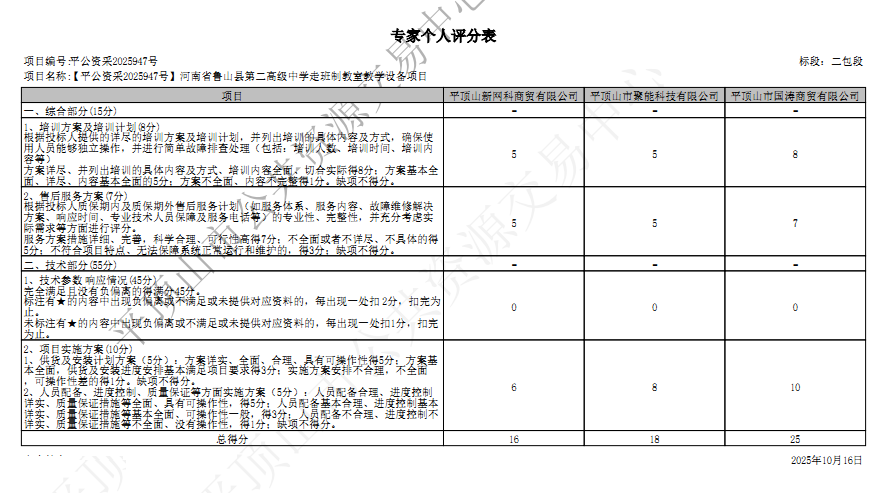 专家个人评分表
项目编号:平公资采2025947号
标段: 二包段
项目名称:【平公资采2025947号】河南省鲁山县第二高级中学走班制教室教学设备项目
项目 平顶山新网科商贸有限公司 平顶山市聚能科技有限公司 平顶山市国涛商贸有限公司
一、综合部分(15分) - - -
1、培训方案及培训计划(8分)
根据投标人提供的详尽的培训方案及培训计划，并列出培训的具体内容及方式，确保使
用人员能够独立操作，并进行简单故障排查处理（包括：培训人数、培训时间、培训内
容等）
方案详尽、并列出培训的具体内容及方式、培训内容全面、切合实际得8分；方案基本全
面、详尽、内容基本全面的5分；方案不全面、内容不完整得1分。缺项不得分。
5 5 8
2、售后服务方案(7分)
根据投标人质保期内及质保期外售后服务计划（如服务体系、服务内容、故障维修解决
方案、响应时间、专业技术人员保障及服务电话等）的专业性、完整性，并充分考虑实
际需求等方面进行评分。
服务方案措施详细、完善，科学合理、可行性高得7分；不全面或者不详尽、不具体的得
5分；不符合项目特点、无法保障系统正常运行和维护的，得3分；缺项不得分。
5 5 7
二、技术部分(55分) - - -
1、技术参数 响应情况(45分)
完全满足且没有负偏离的得满分45分。
标注有★的内容中出现负偏离或不满足或未提供对应资料的，每出现一处扣2分，扣完为
止。
未标注有★的内容中出现负偏离或不满足或未提供对应资料的，每出现一处扣1分，扣完
为止。
0 0 0
2、项目实施方案(10分)
1、供货及安装计划方案（5分）：方案详实、全面、合理、具有可操作性得5分；方案基
本全面，供货及安装进度安排基本满足项目要求得3分；实施方案安排不合理，不全面
，可操作性差的得1分。缺项不得分。
2、人员配备、进度控制、质量保证等方面实施方案（5分）：人员配备合理、进度控制
详实、质量保证措施等全面、具有可操作性，得5分；人员配备基本合理、进度控制基本
详实、质量保证措施等基本全面、可操作性一般，得3分；人员配备不合理、进度控制不
详实、质量保证措施等不全面、没有操作性，得1分；缺项不得分。
6 8 10
总得分 16 18 25
2025年10月16日
平顶山市公共资源交易中心
平顶山市公共资源交易中心